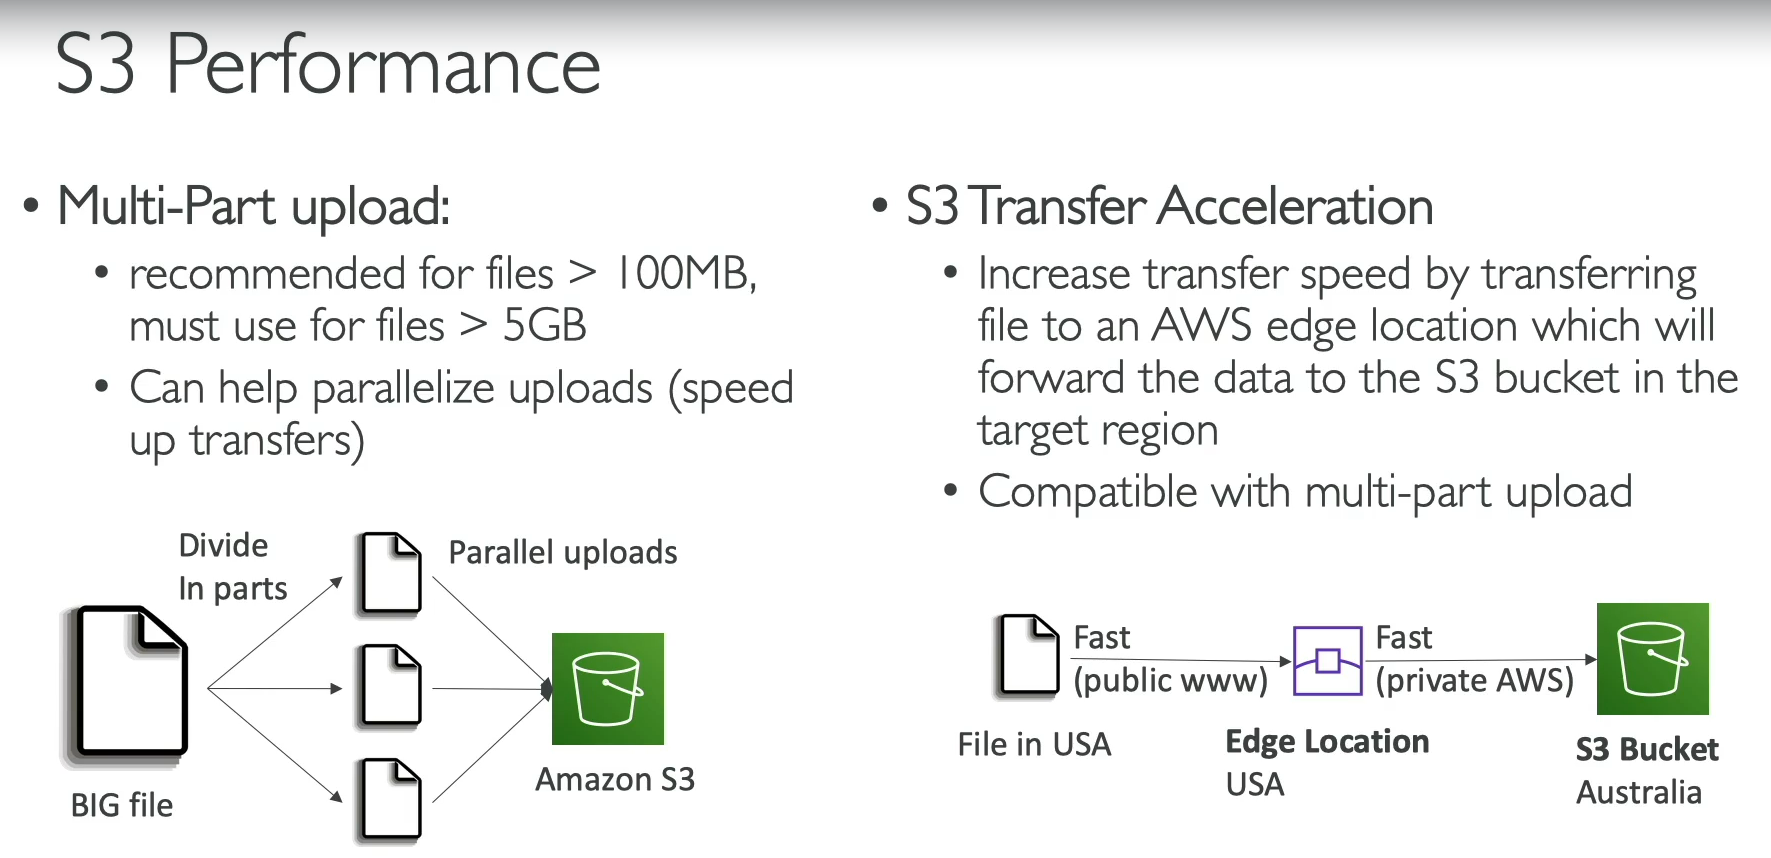 S3 Performance
• Multi-Part upload:
• recommended for files > 100MB,
must use for files > 5GB
• Can help parallelize uploads (speed
up transfers)
Divide
In parts
Parallel uploads
BIG file
Amazon S3
• S3 Transfer Acceleration
• Increase transfer speed by transferring
file to an AWS edge location which will
forward the data to the S3 bucket in the
target region
• Compatible with multi-part upload
Fast
(public www)
Fast
(private AWS)
File in USA
Edge Location
USA
S3 Bucket
Australia